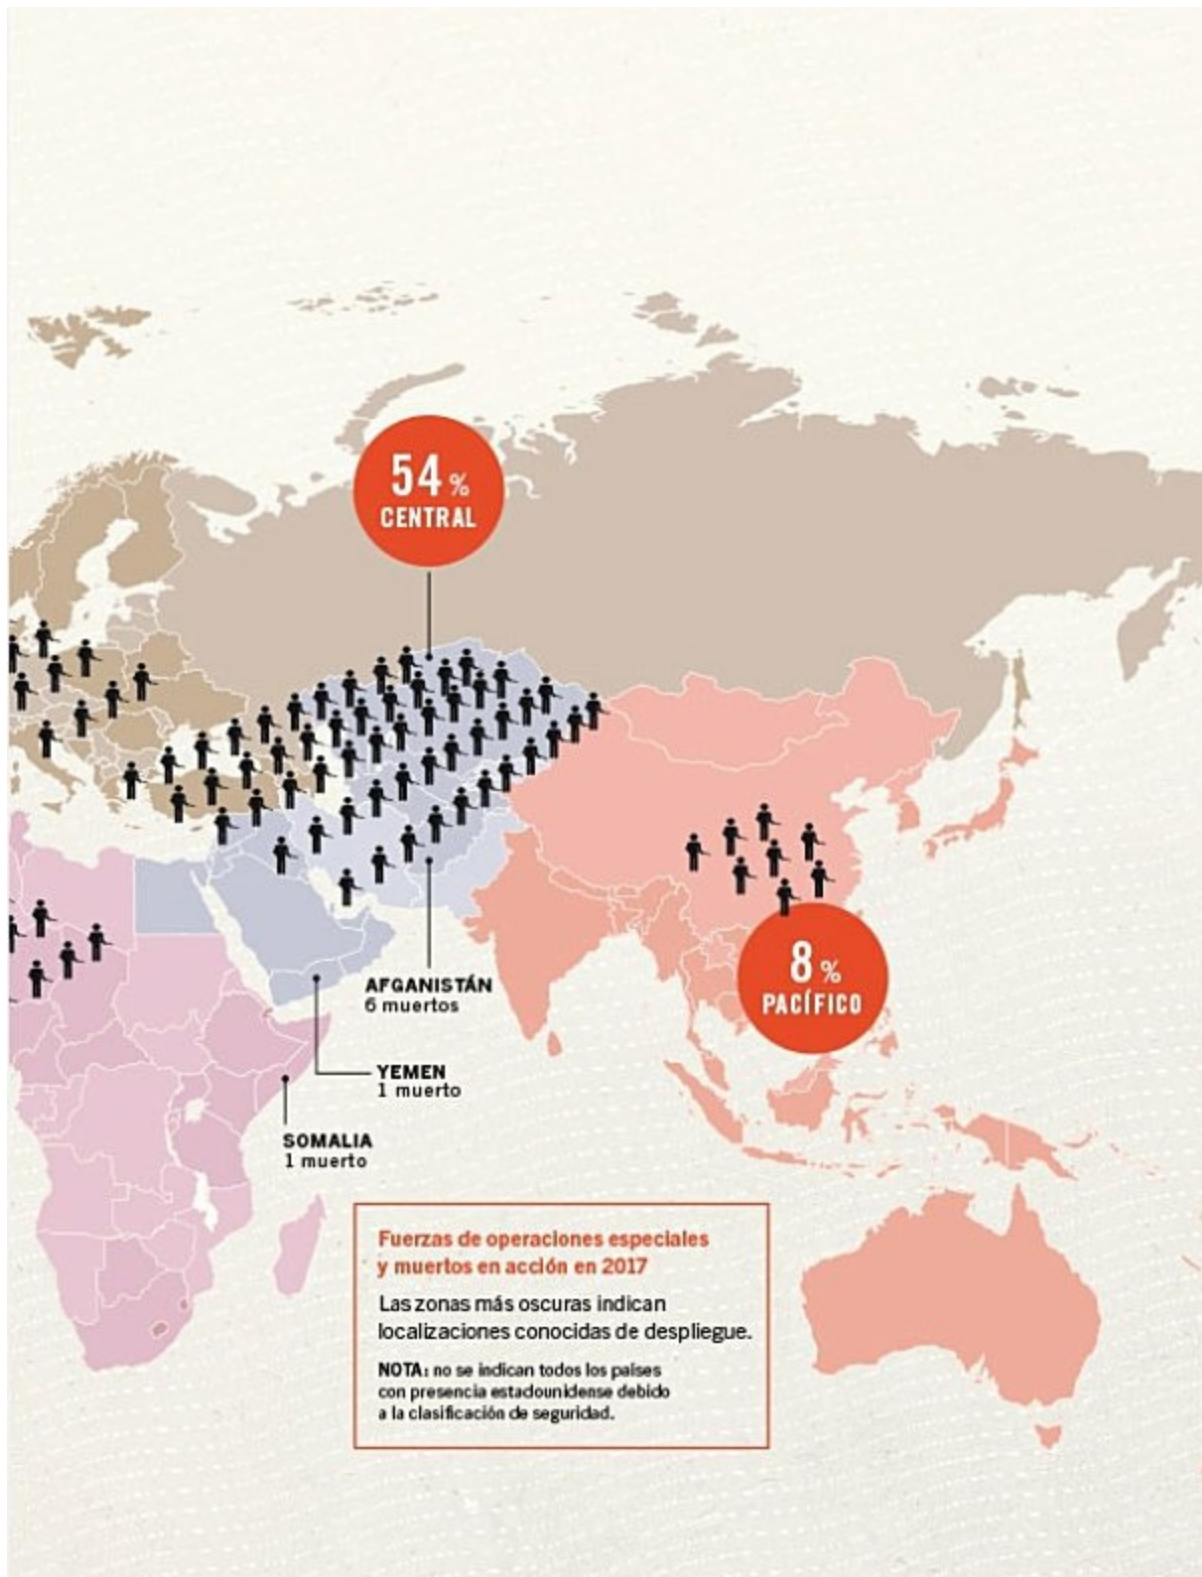 54 %
CENTRAL
8 %
PACÍFICO
AFGANISTÁN
6 muertos
YEMEN
1 muerto
SOMALIA
1 muerto
Fuerzas de operaciones especiales
y muertos en acción en 2017
Las zonas más oscuras indican
localizaciones conocidas de despliegue.
NOTA: no se indican todos los países
con presencia estadounidense debido
a la clasificación de seguridad.